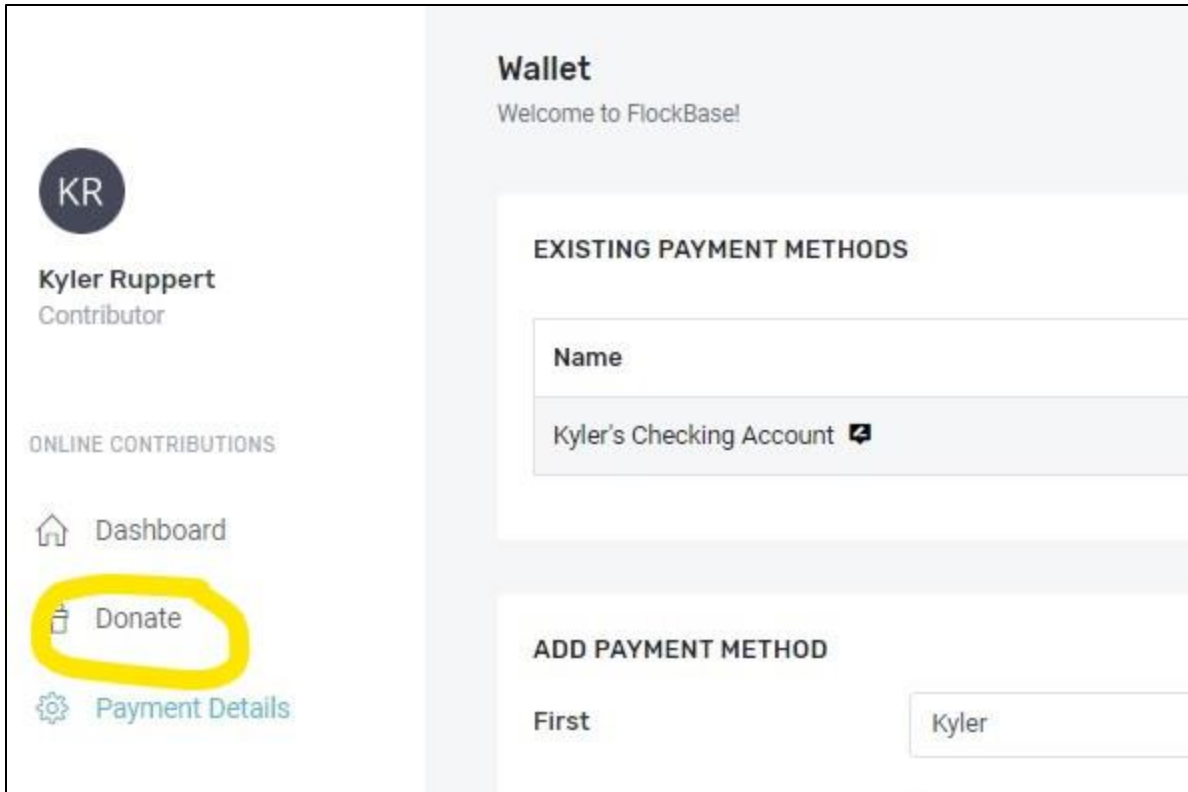 KR
Kyler Ruppert
Contributor
ONLINE CONTRIBUTIONS
Dashboard
Donate
Payment Details
Wallet
Welcome to FlockBase!
EXISTING PAYMENT METHODS
Name
Kyler's Checking Account
ADD PAYMENT METHOD
First
Kyler